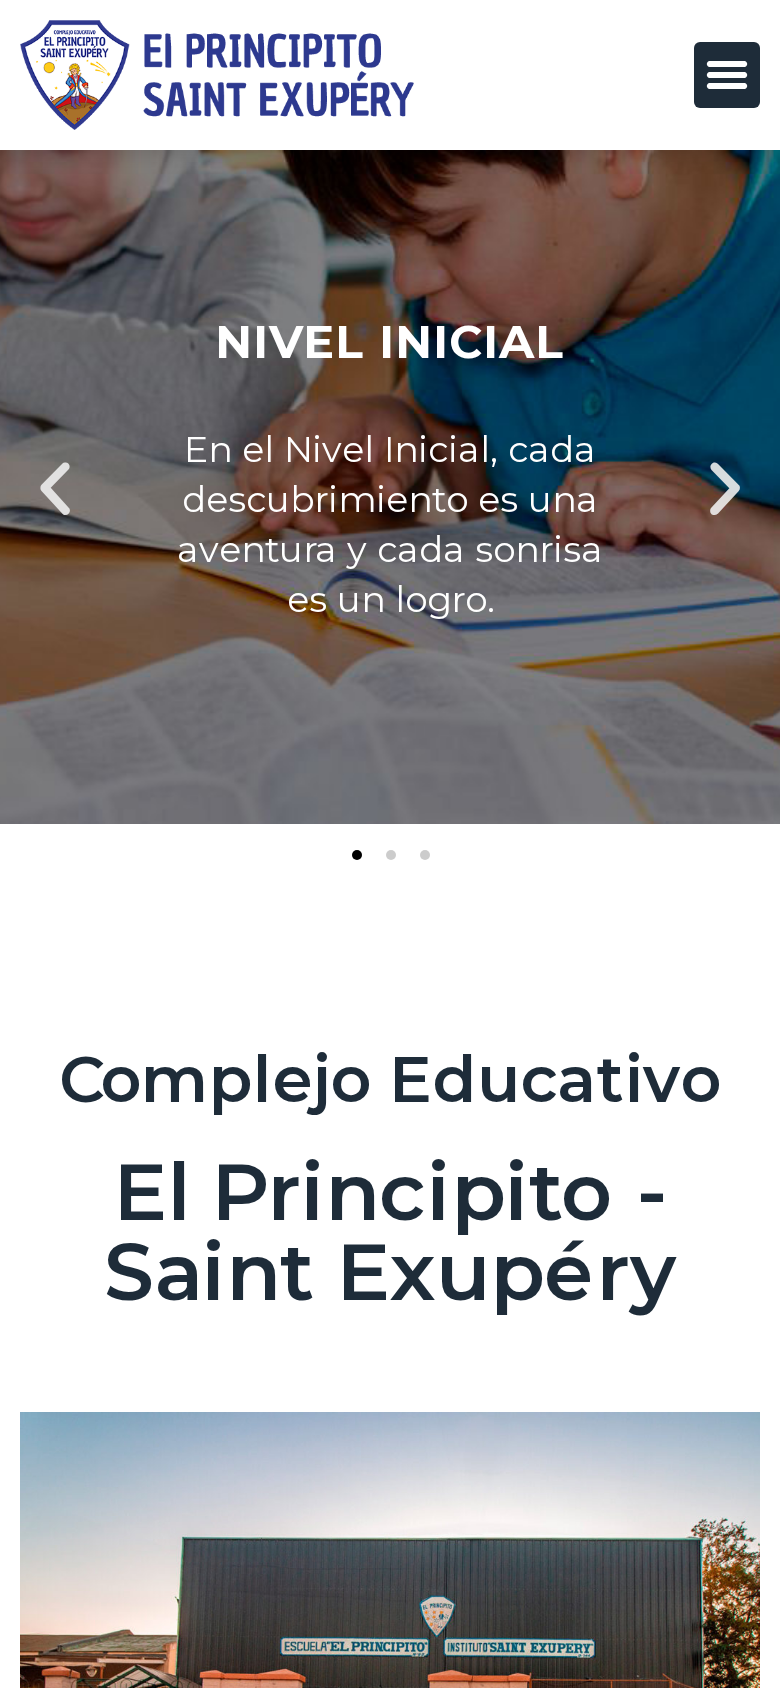 COMPLEJO EDUCATIVO
EL PRINCIPITO
SAINT EXUPÉRY
El PRINCIPITO
SAINT EXUPÉRY
NIVEL INICIAL
En el Nivel Inicial, cada
descubrimiento es una
aventura y cada sonrisa
es un logro.
Complejo Educativo
El Principito -
Saint Exupéry
EL PRINCIPITO
ESCUELA "EL PRINCIPITO"
INSTITUTO "SAINT EXUPERY"